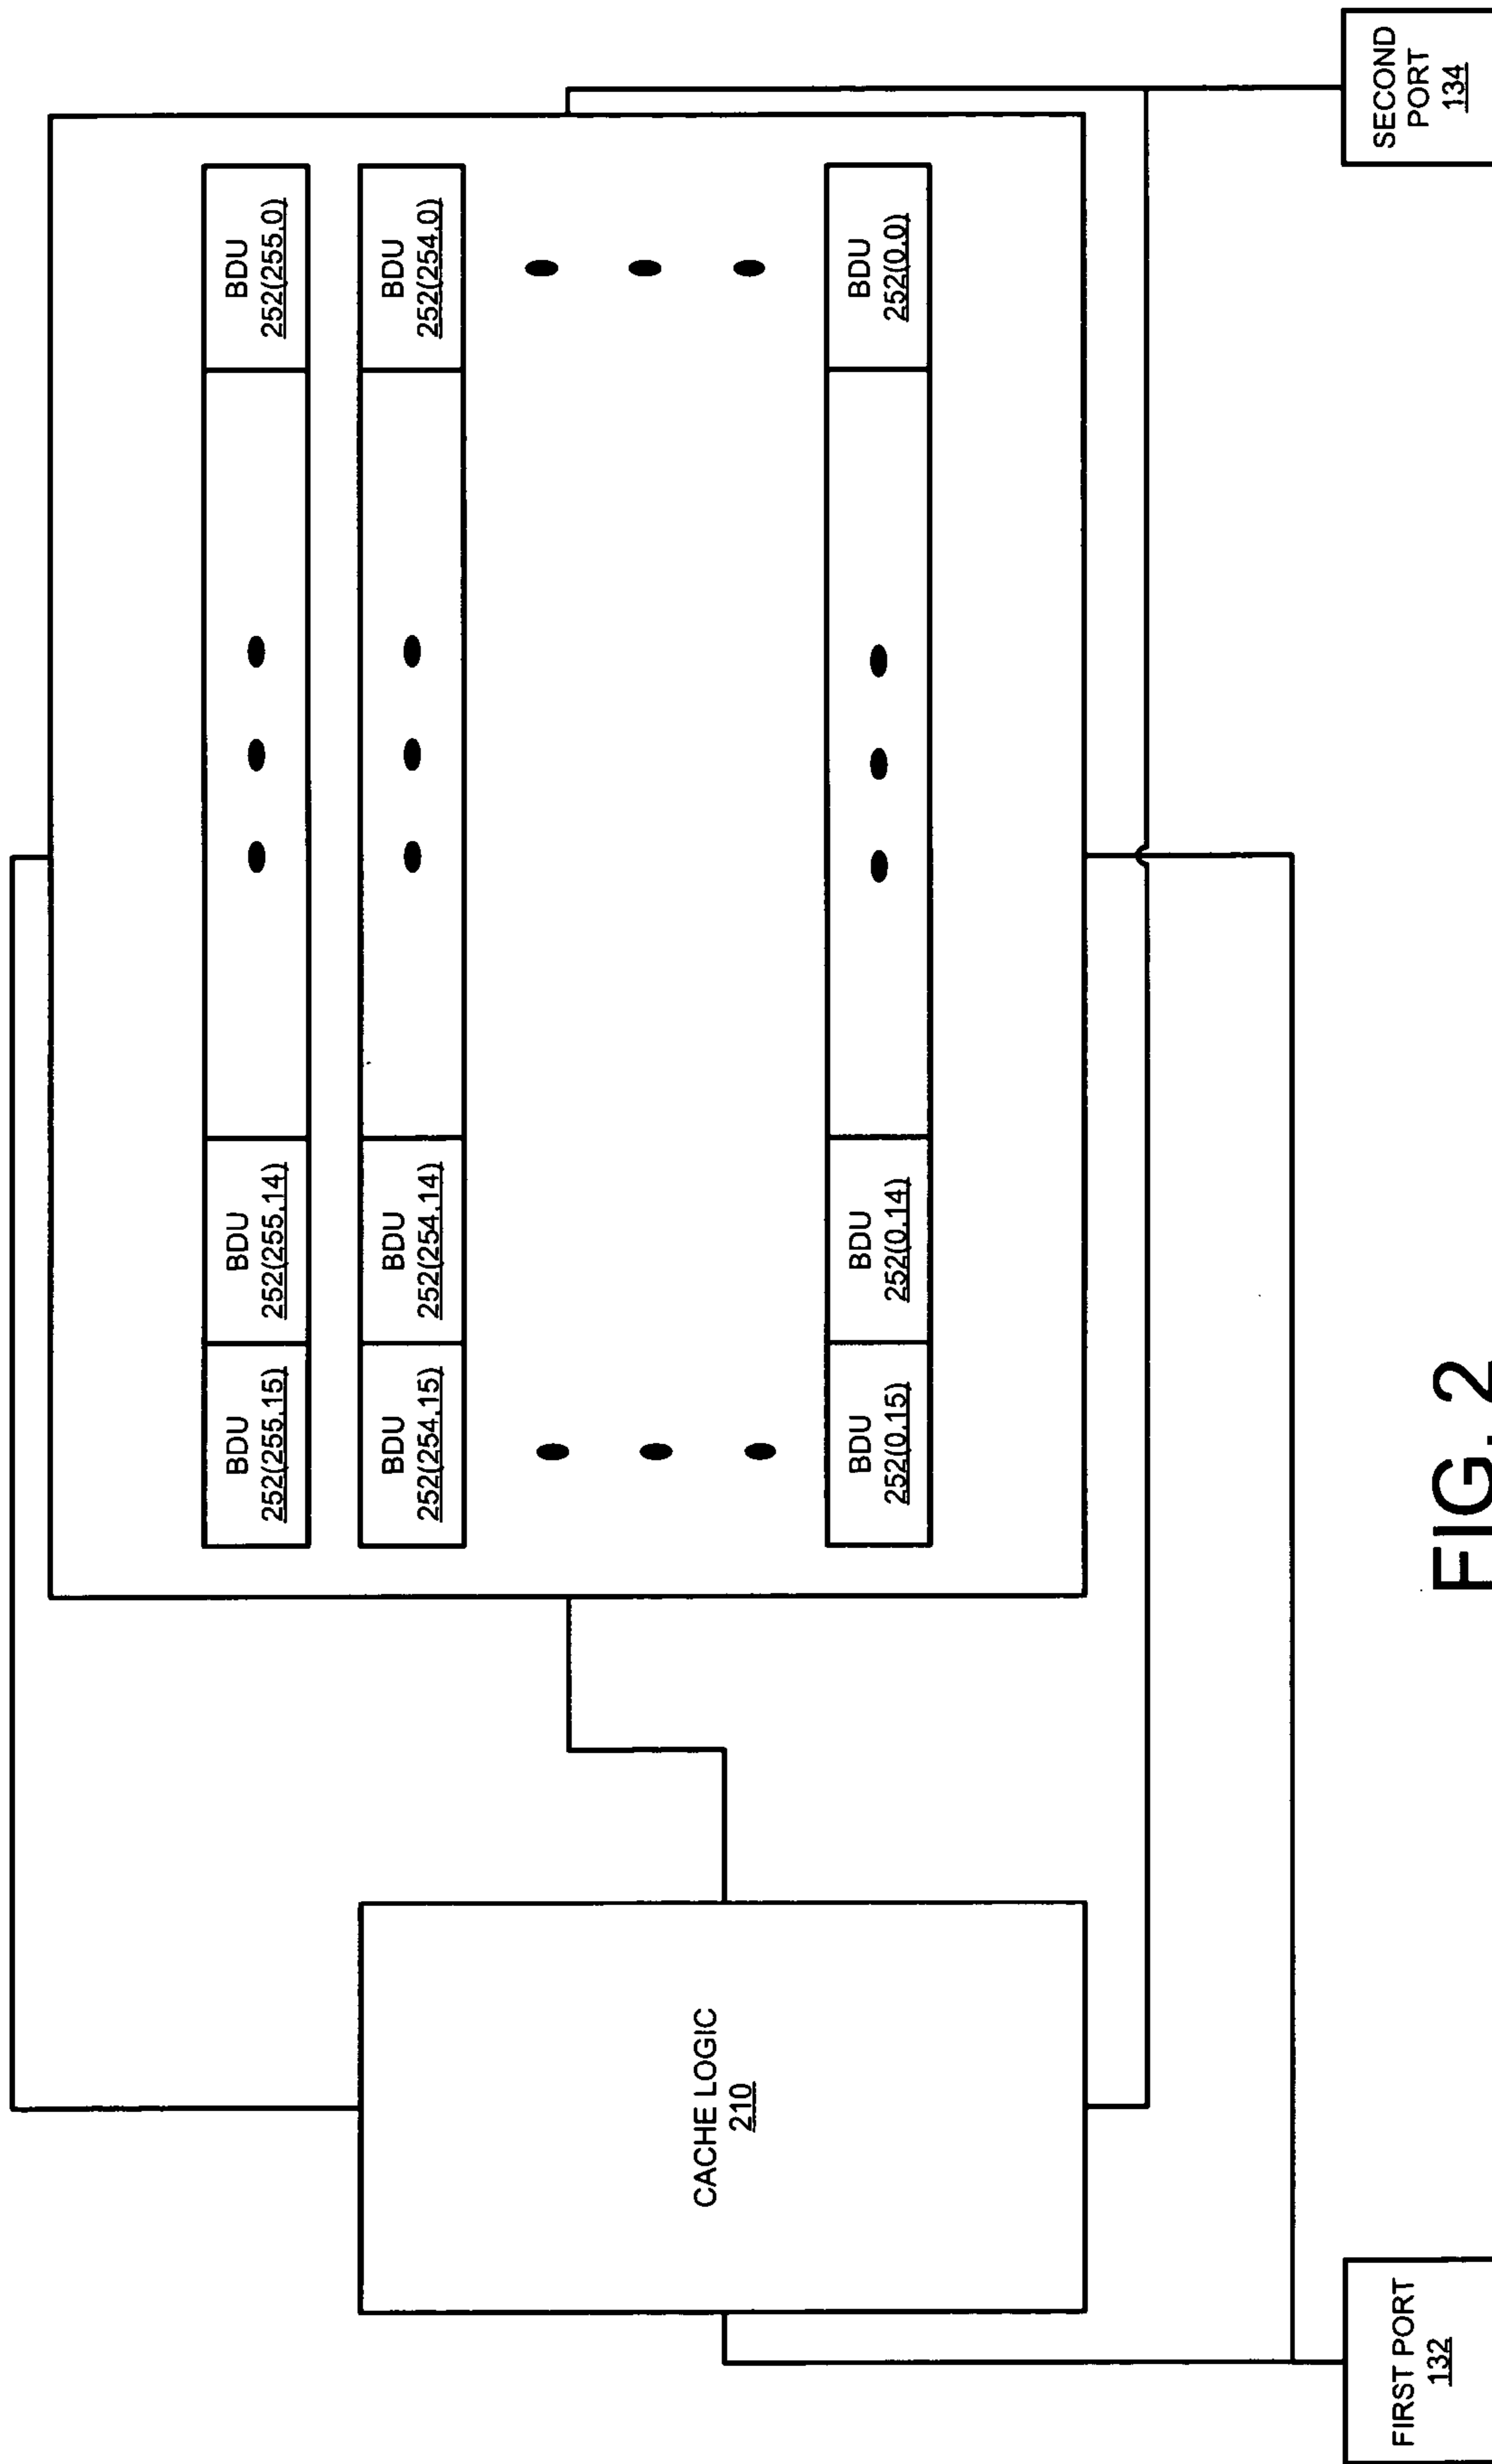 BDU
252(255,15)
BDU
252(255,14)
BDU
252(255,0)
BDU
252(254,15)
BDU
252(254,14)
BDU
252(254,0)
CACHE LOGIC
210
BDU
252(0,15)
BDU
252(0,14)
BDU
252(0,0)
FIRST PORT
132
SECOND
PORT
134
FIG. 2